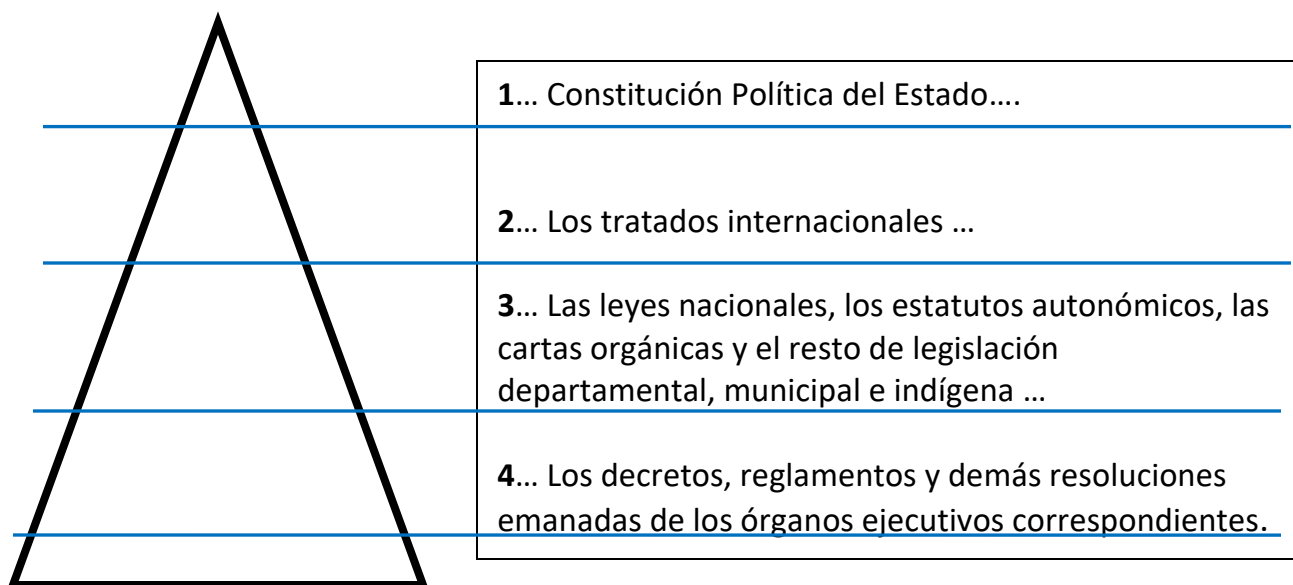 1… Constitución Política del Estado….
2… Los tratados internacionales …
3… Las leyes nacionales, los estatutos autonómicos, las
cartas orgánicas y el resto de legislación
departamental, municipal e indígena …
4… Los decretos, reglamentos y demás resoluciones
emanadas de los órganos ejecutivos correspondientes.